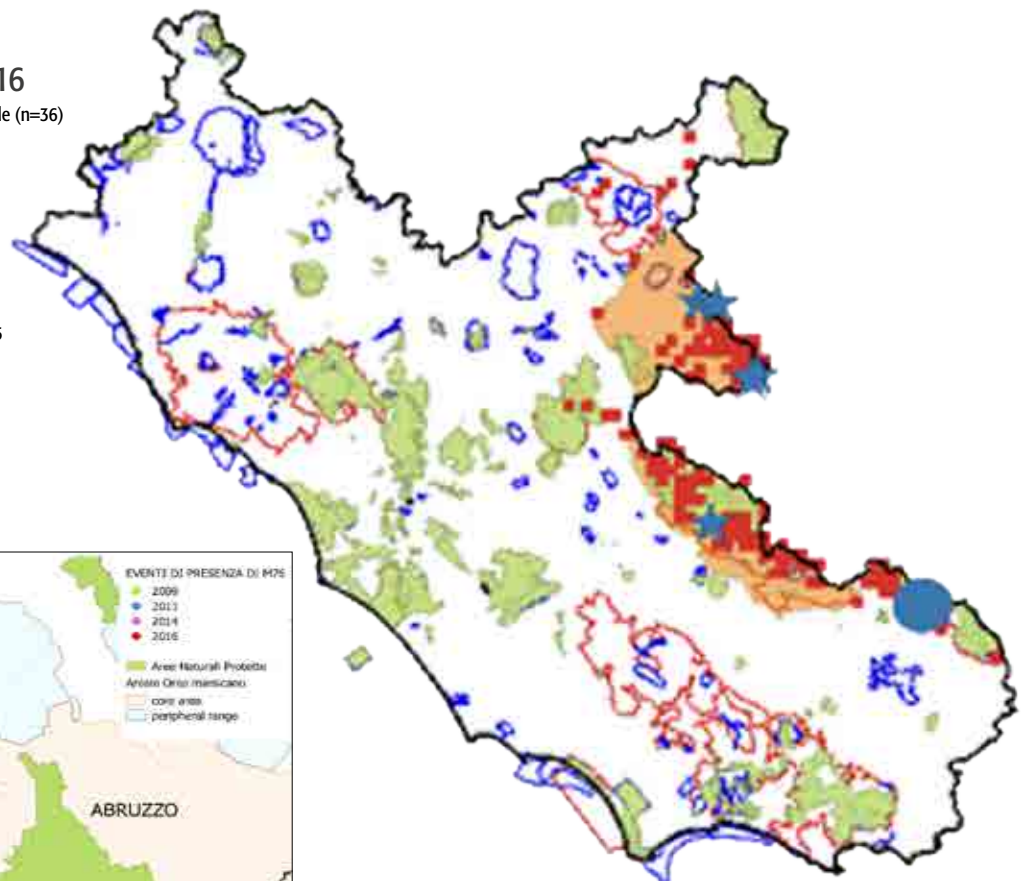 16
le (n=36)
EVENTI DI PRESENZA DI M76
2009
2011
2014
2016
Aree Naturali Protette
Areale Orso marsicano
core area
peripheral range
ABRUZZO